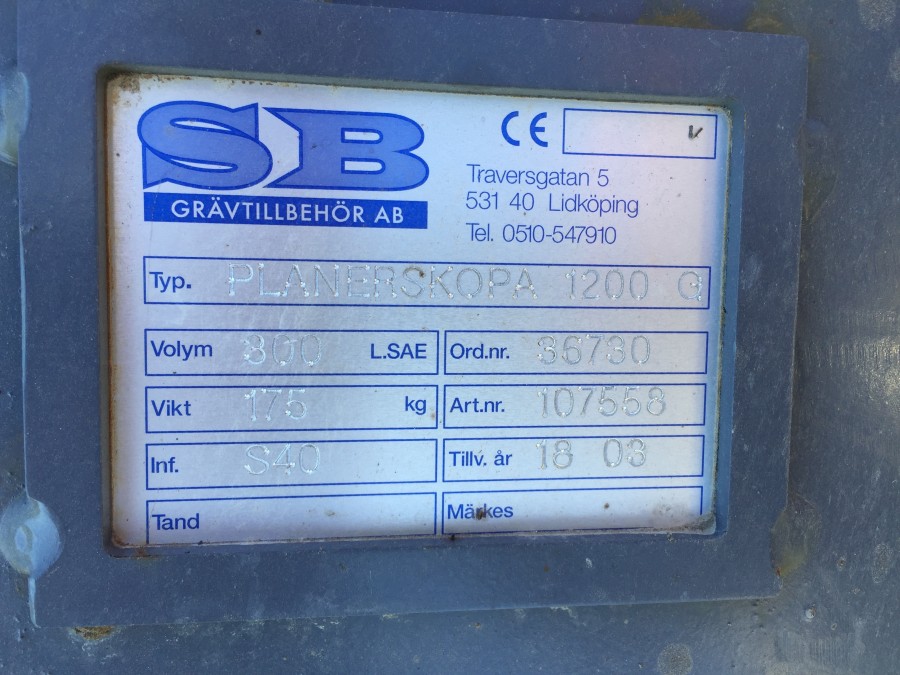 SB
GRÄVTILLBEHÖR AB
CE
V
Traversgatan 5
531 40 Lidköping
Tel. 0510-547910
Typ. PLANERSKOPA 1200 G
Volym 300 L.SAE
Ord.nr. 36730
Vikt 175 kg
Art.nr. 107558
Inf. S40
Tillv. år 18 03
Tand
Märkes